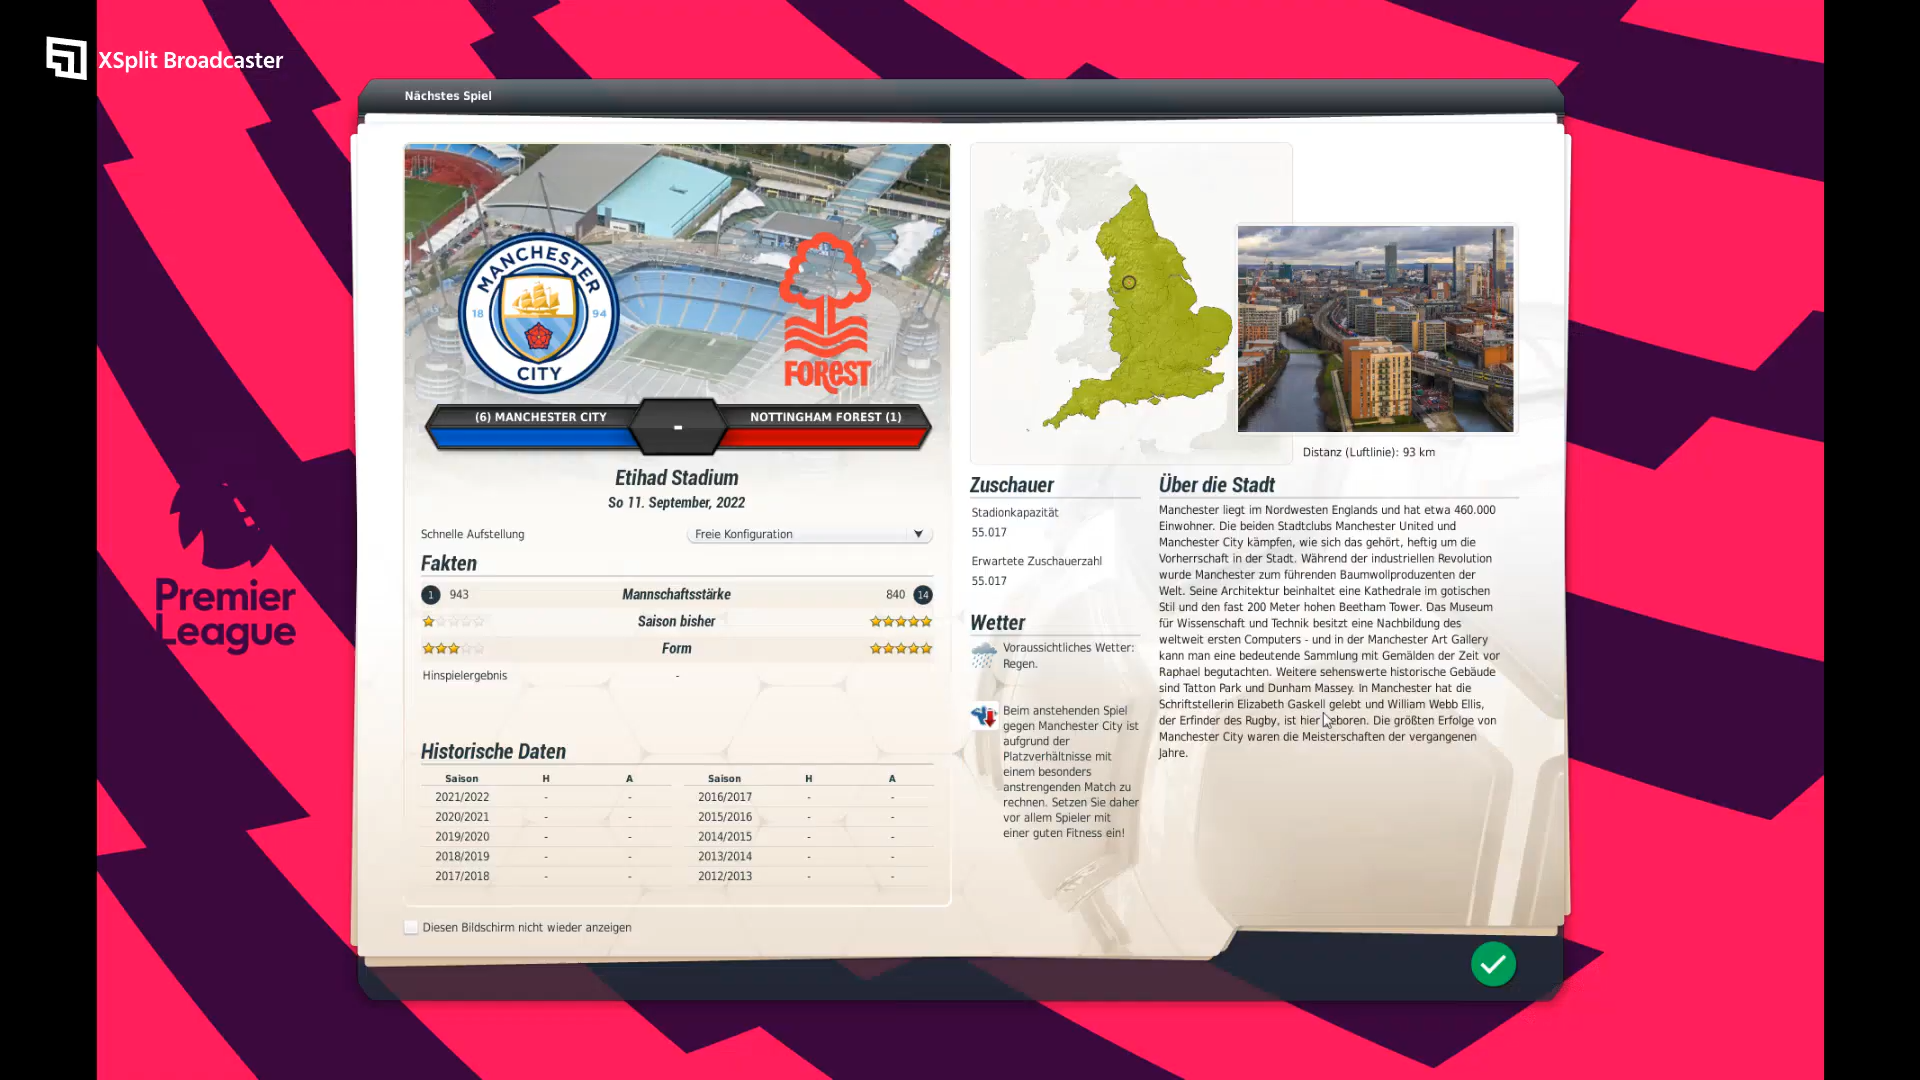 XSplit Broadcaster
Nächstes Spiel
MANCHESTER
18 94
CITY
FOREST
(6) MANCHESTER CITY - NOTTINGHAM FOREST (1)
Etihad Stadium
So 11. September, 2022
Schnelle Aufstellung Freie Konfiguration
Fakten
1 943 Mannschaftsstärke 840 14
Saison bisher
Form
Hinspielergebnis -
Historische Daten
Saison H A Saison H A
2021/2022 - - 2016/2017 - -
2020/2021 - - 2015/2016 - -
2019/2020 - - 2014/2015 - -
2018/2019 - - 2013/2014 - -
2017/2018 - - 2012/2013 - -
Diesen Bildschirm nicht wieder anzeigen
Distanz (Luftlinie): 93 km
Zuschauer
Stadionkapazität
55.017
Erwartete Zuschauerzahl
55.017
Wetter
Voraussichtliches Wetter:
Regen.
Beim anstehenden Spiel
gegen Manchester City ist
aufgrund der
Platzverhältnisse mit
einem besonders
anstrengenden Match zu
rechnen. Setzen Sie daher
vor allem Spieler mit
einer guten Fitness ein!
Über die Stadt
Manchester liegt im Nordwesten Englands und hat etwa 460.000
Einwohner. Die beiden Stadtclubs Manchester United und
Manchester City kämpfen, wie sich das gehört, heftig um die
Vorherrschaft in der Stadt. Während der industriellen Revolution
wurde Manchester zum führenden Baumwollproduzenten der
Welt. Seine Architektur beinhaltet eine Kathedrale im gotischen
Stil und den fast 200 Meter hohen Beetham Tower. Das Museum
für Wissenschaft und Technik besitzt eine Nachbildung des
weltweit ersten Computers - und in der Manchester Art Gallery
kann man eine bedeutende Sammlung mit Gemälden der Zeit vor
Raphael begutachten. Weitere sehenswerte historische Gebäude
sind Tatton Park und Dunham Massey. In Manchester hat die
Schriftstellerin Elizabeth Gaskell gelebt und William Webb Ellis,
der Erfinder des Rugby, ist hier geboren. Die größten Erfolge von
Manchester City waren die Meisterschaften der vergangenen
Jahre.
Premier
League